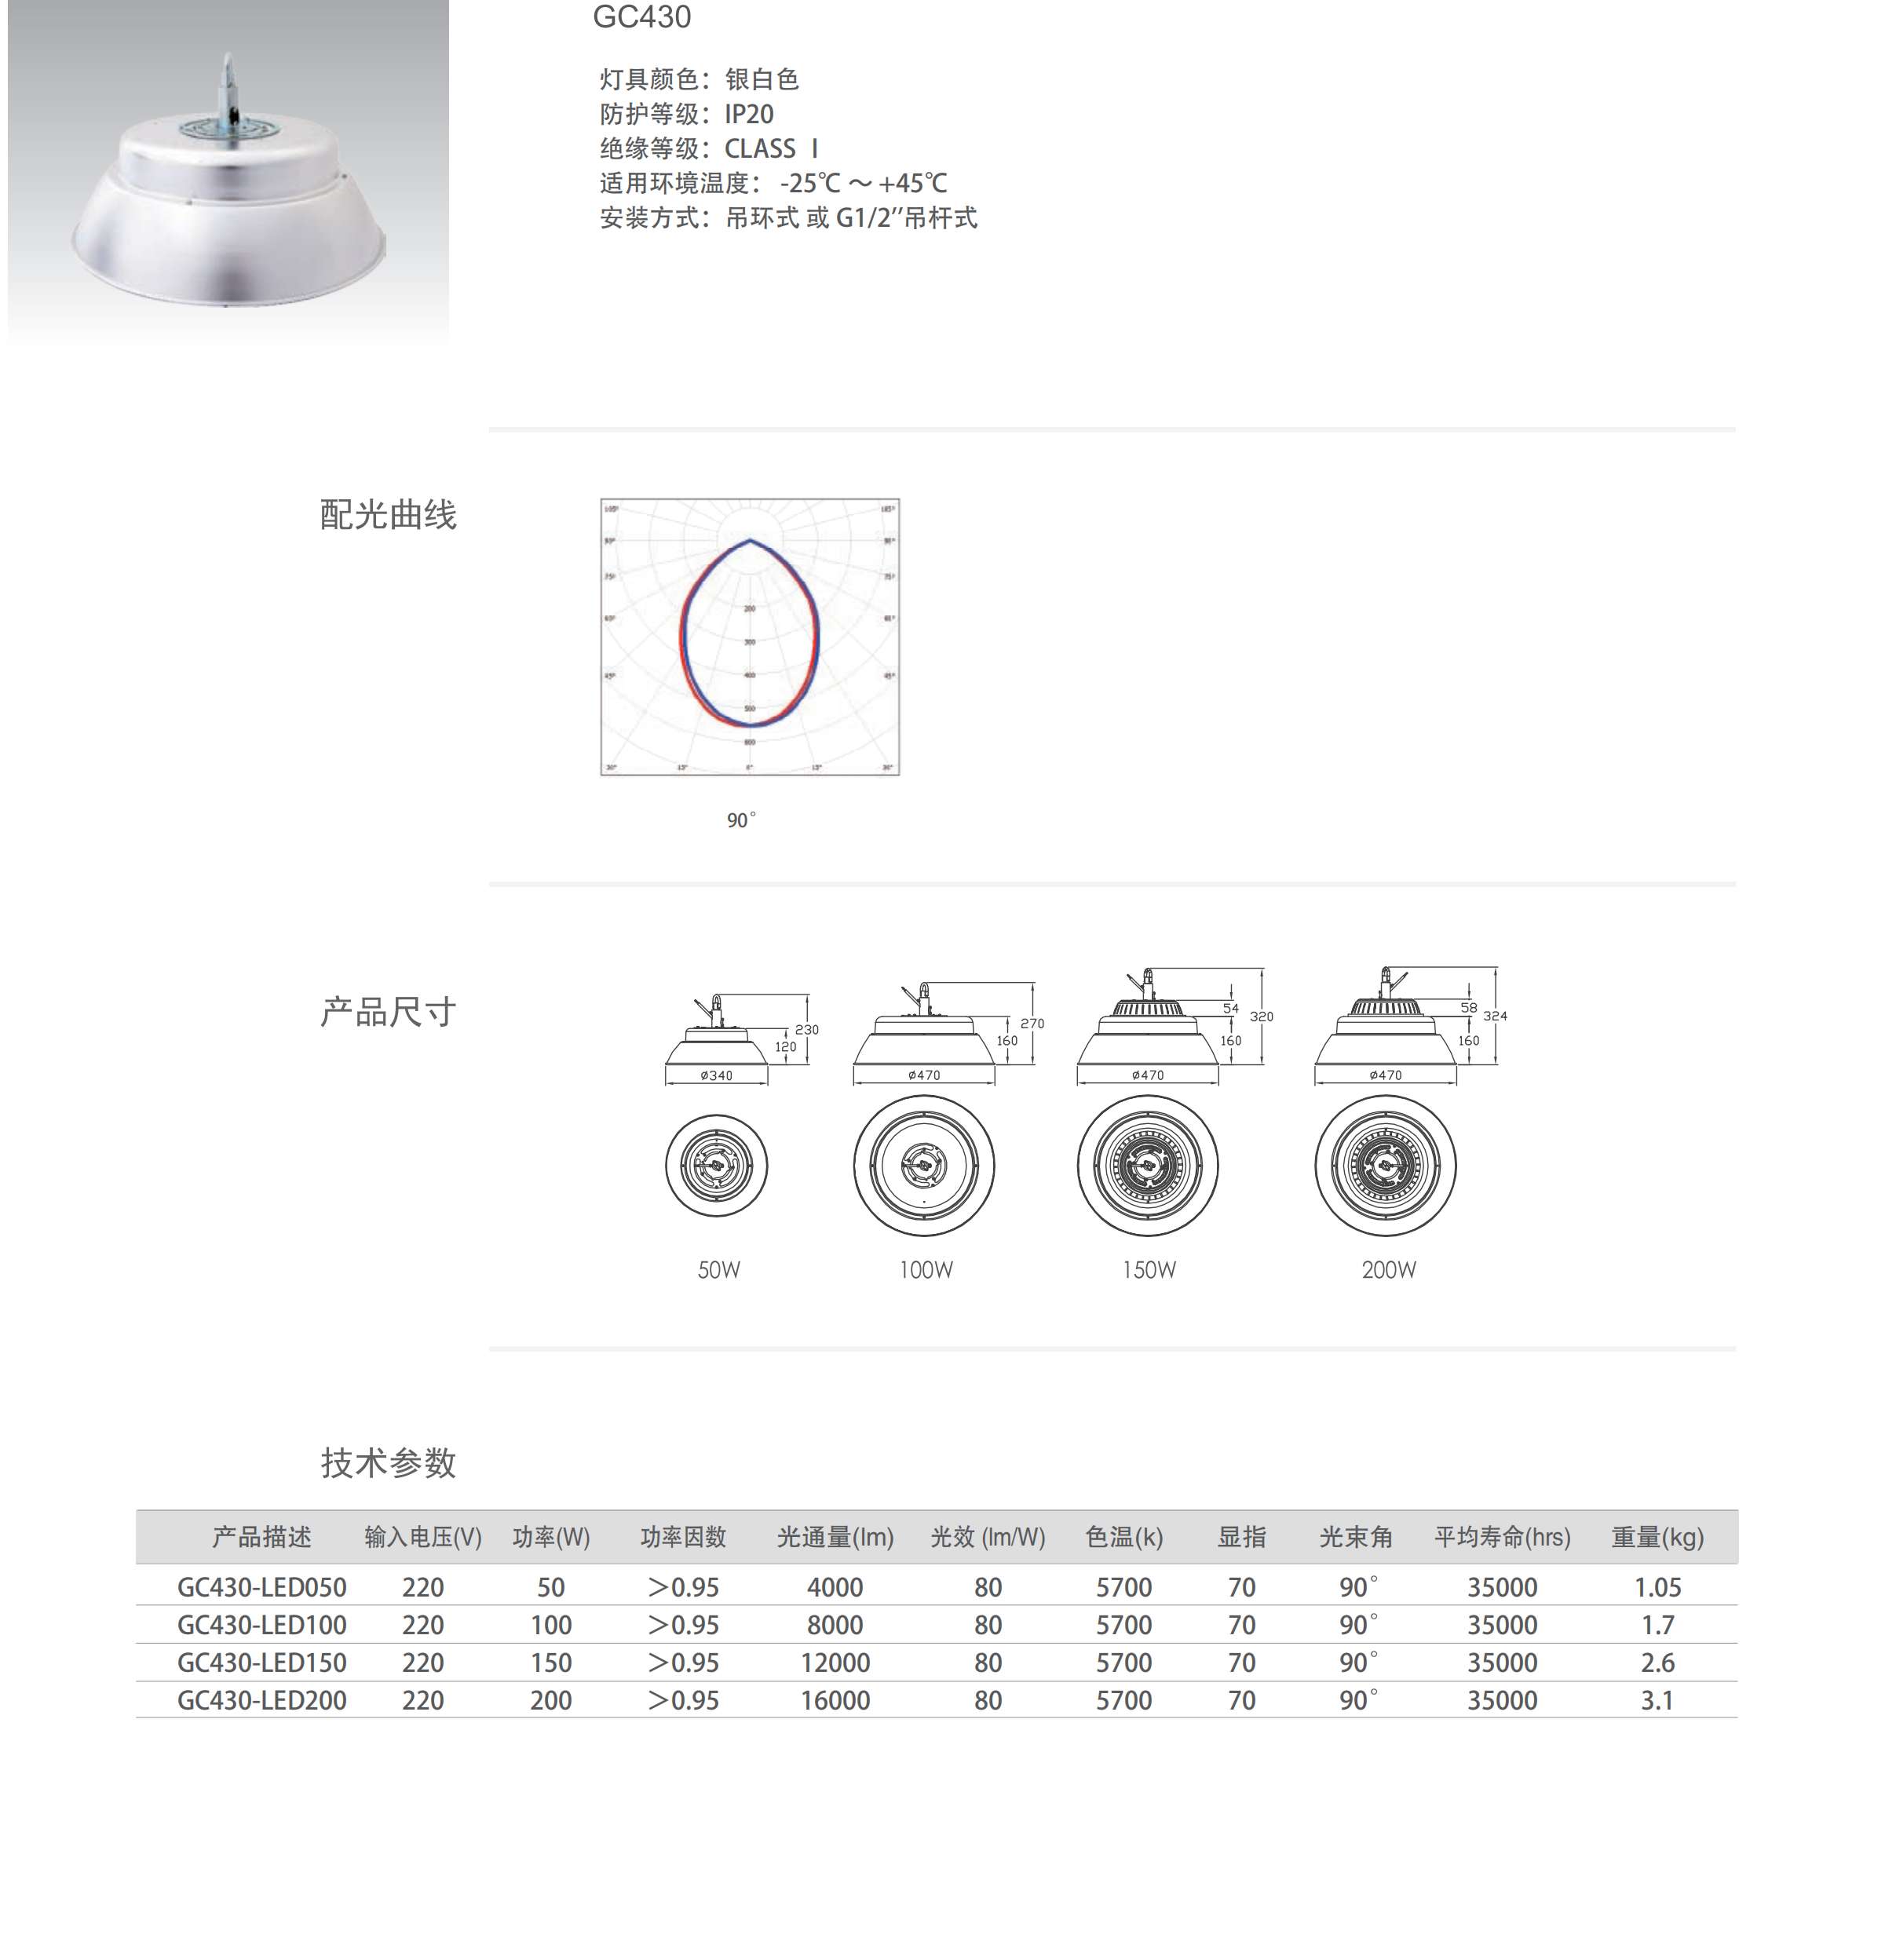 GC430
灯具颜色：银白色
防护等级：IP20
绝缘等级：CLASS Ⅰ
适用环境温度： -25℃ ～ +45℃
安装方式：吊环式 或 G1/2″吊杆式
配光曲线
105° 105°
90° 90°
75° 75°
200
60° 60°
300
400
45° 45°
500
600
30° 15° 0° 15° 30°
90°
产品尺寸
230
120
ø340
270
160
ø470
54
320
160
ø470
58
324
160
ø470
50W 100W 150W 200W
技术参数
产品描述 输入电压(V) 功率(W) 功率因数 光通量(lm) 光效 (lm/W) 色温(k) 显指 光束角 平均寿命(hrs) 重量(kg)
GC430-LED050 220 50 ＞0.95 4000 80 5700 70 90° 35000 1.05
GC430-LED100 220 100 ＞0.95 8000 80 5700 70 90° 35000 1.7
GC430-LED150 220 150 ＞0.95 12000 80 5700 70 90° 35000 2.6
GC430-LED200 220 200 ＞0.95 16000 80 5700 70 90° 35000 3.1